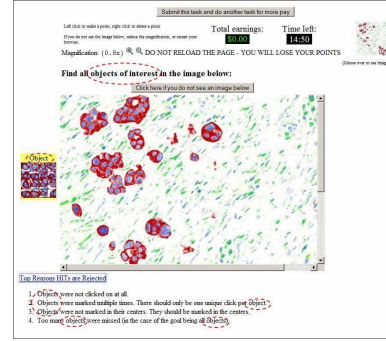 Submit this task and do another task for more pay
Left click to make a point, right click to delete a point
If you do not see the image below, reduce the magnification, or restart your browser.
Total earnings:
$0.00
Time left:
14:50
Magnification: (0.8x) DO NOT RELOAD THE PAGE - YOU WILL LOSE YOUR POINTS
(Mouse over to see
Find all objects of interest in the image below:
Click here if you do not see an image below
Object
Top Reasons HITs are Rejected
1. Objects were not clicked on at all.
2. Objects were marked multiple times. There should only be one unique click per object.
3. Objects were not marked in their centers. They should be marked in the centers.
4. Too many objects were missed (in the case of the goal being all objects).